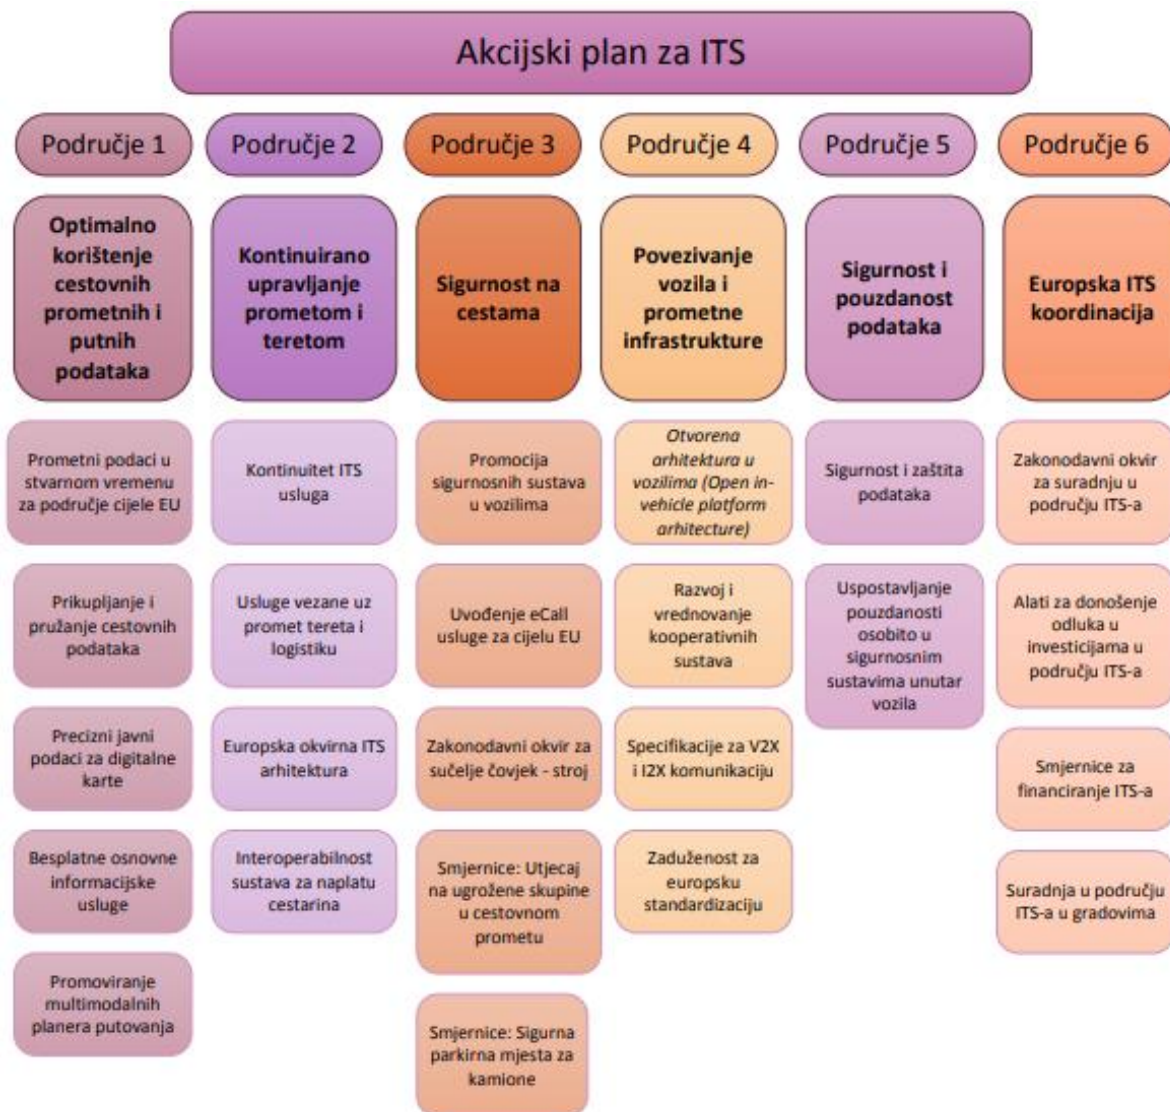 Akcijski plan za ITS
Područje 1
Optimalno
korištenje
cestovnih
prometnih i
putnih
podataka
Prometni podaci u
stvarnom vremenu
za područje cijele EU
Prikupljanje i
pružanje cestovnih
podataka
Precizni javni
podaci za digitalne
karte
Besplatne osnovne
informacijske
usluge
Promoviranje
multimodalnih
planera putovanja
Područje 2
Kontinuirano
upravljanje
prometom i
teretom
Kontinuitet ITS
usluga
Usluge vezane uz
promet tereta i
logistiku
Europska okvirna ITS
arhitektura
Interoperabilnost
sustava za naplatu
cestarina
Područje 3
Sigurnost na
cestama
Promocija
sigurnosnih sustava
u vozilima
Uvođenje eCall
usluge za cijelu EU
Zakonodavni okvir za
sučelje čovjek - stroj
Smjernice: Utjecaj
na ugrožene skupine
u cestovnom
prometu
Smjernice: Sigurna
parkirna mjesta za
kamione
Područje 4
Povezivanje
vozila i
prometne
infrastrukture
Otvorena
arhitektura u
vozilima (Open in-
vehicle platform
arhitecture)
Razvoj i
vrednovanje
kooperativnih
sustava
Specifikacije za V2X
i I2X komunikaciju
Zaduženost za
europsku
standardizaciju
Područje 5
Sigurnost i
pouzdanost
podataka
Sigurnost i zaštita
podataka
Uspostavljanje
pouzdanosti
osobito u
sigurnosnim
sustavima unutar
vozila
Područje 6
Europska ITS
koordinacija
Zakonodavni okvir
za suradnju u
području ITS-a
Alati za donošenje
odluka u
investicijama u
području ITS-a
Smjernice za
financiranje ITS-a
Suradnja u području
ITS-a u gradovima